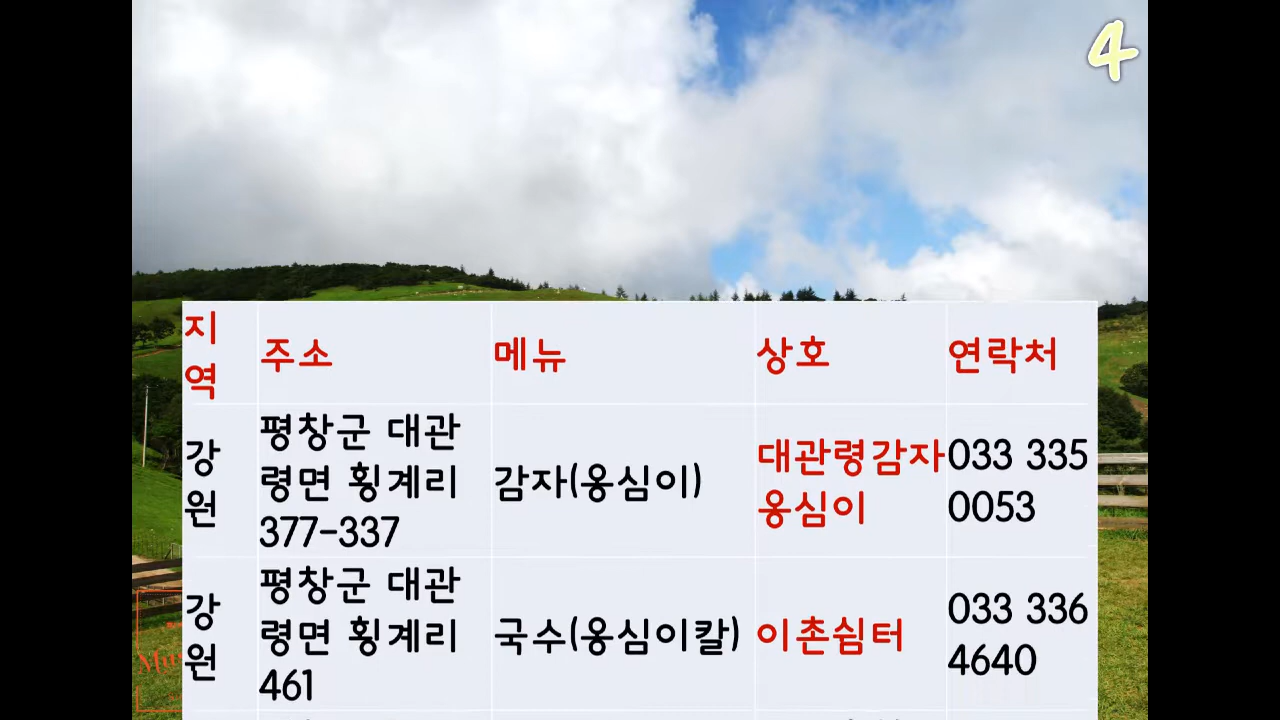 4
지
역
주소
메뉴
상호
연락처
강
원
평창군 대관
령면 횡계리
377-337
감자(옹심이)
대관령감자
옹심이
033 335
0053
강
원
평창군 대관
령면 횡계리
461
국수(옹심이칼)
이촌쉼터
033 336
4640